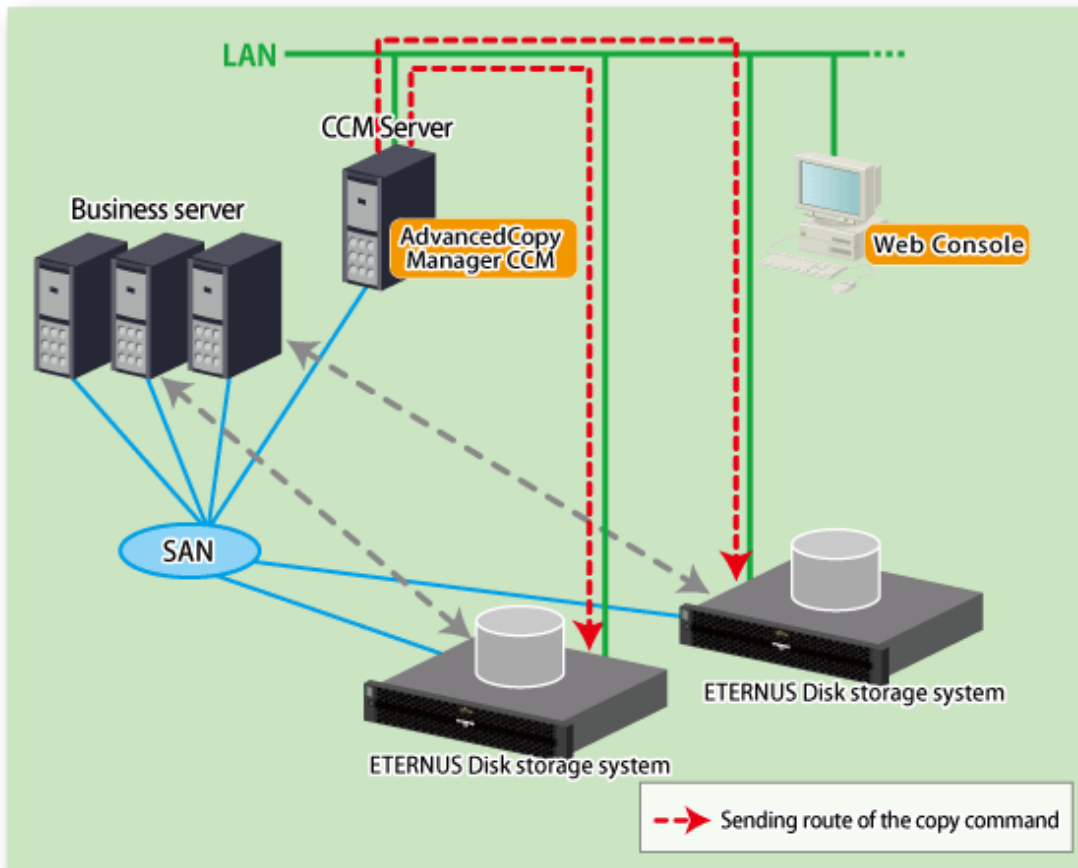 LAN
CCM Server
Business server
AdvancedCopy
Manager CCM
Web Console
SAN
ETERNUS Disk storage system
ETERNUS Disk storage system
Sending route of the copy command